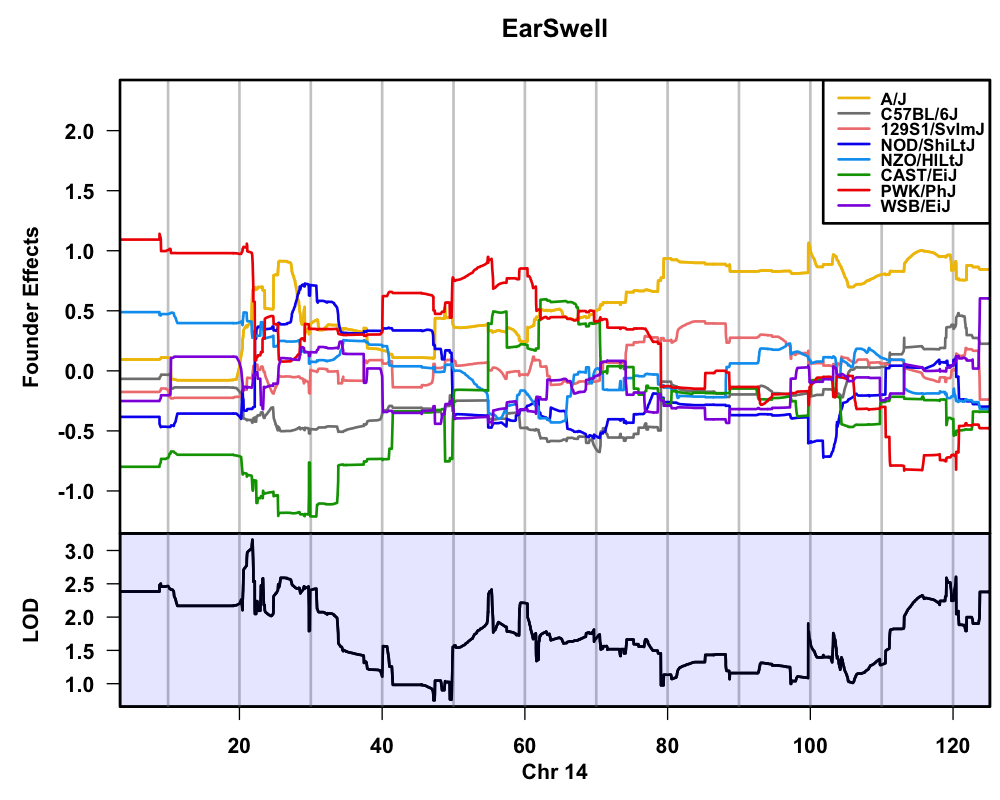 EarSwell
A/J
C57BL/6J
129S1/SvImJ
NOD/ShiLtJ
NZO/HlLtJ
CAST/EiJ
PWK/PhJ
WSB/EiJ
Founder Effects
2.0
1.5
1.0
0.5
0.0
-0.5
-1.0
LOD
3.0
2.5
2.0
1.5
1.0
20 40 60 80 100 120
Chr 14